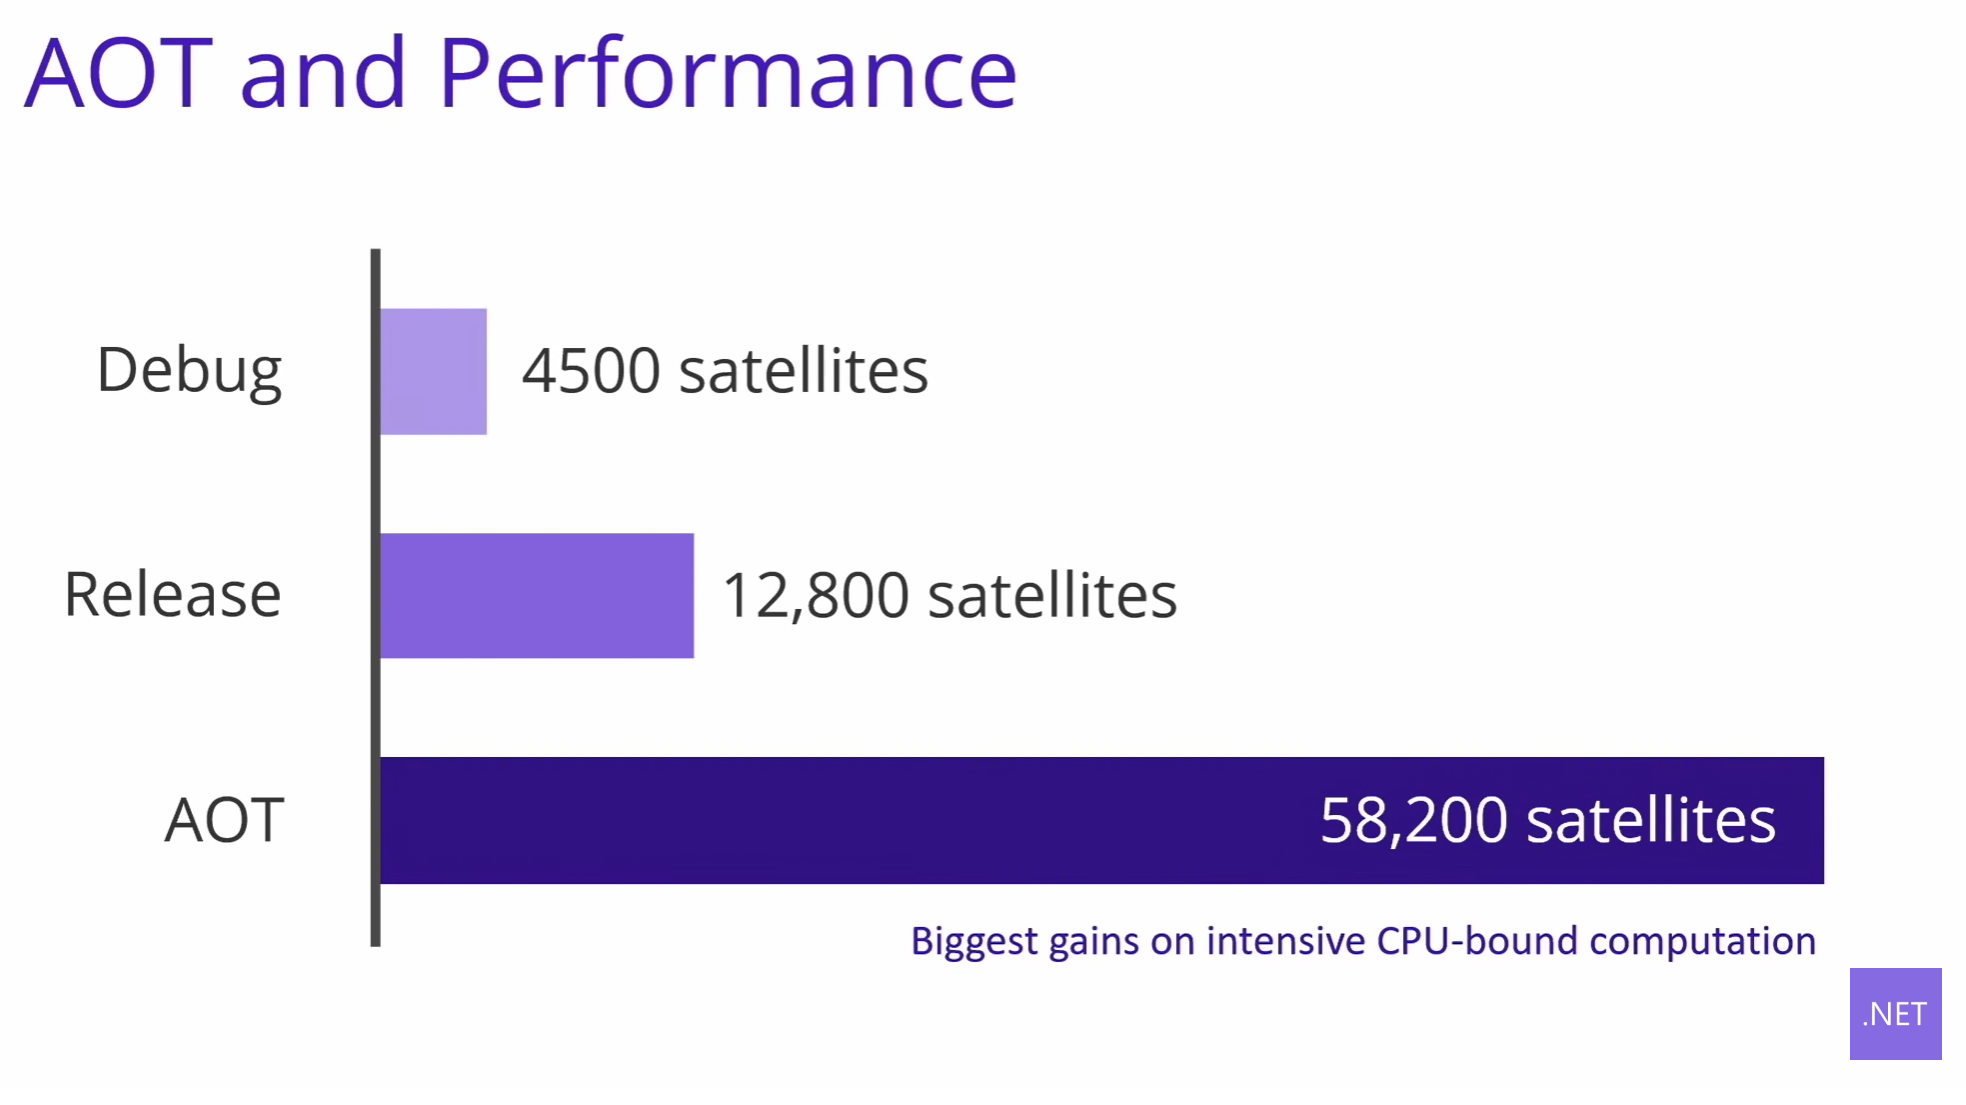 AOT and Performance
Debug
4500 satellites
Release
12,800 satellites
AOT
58,200 satellites
Biggest gains on intensive CPU-bound computation
.NET